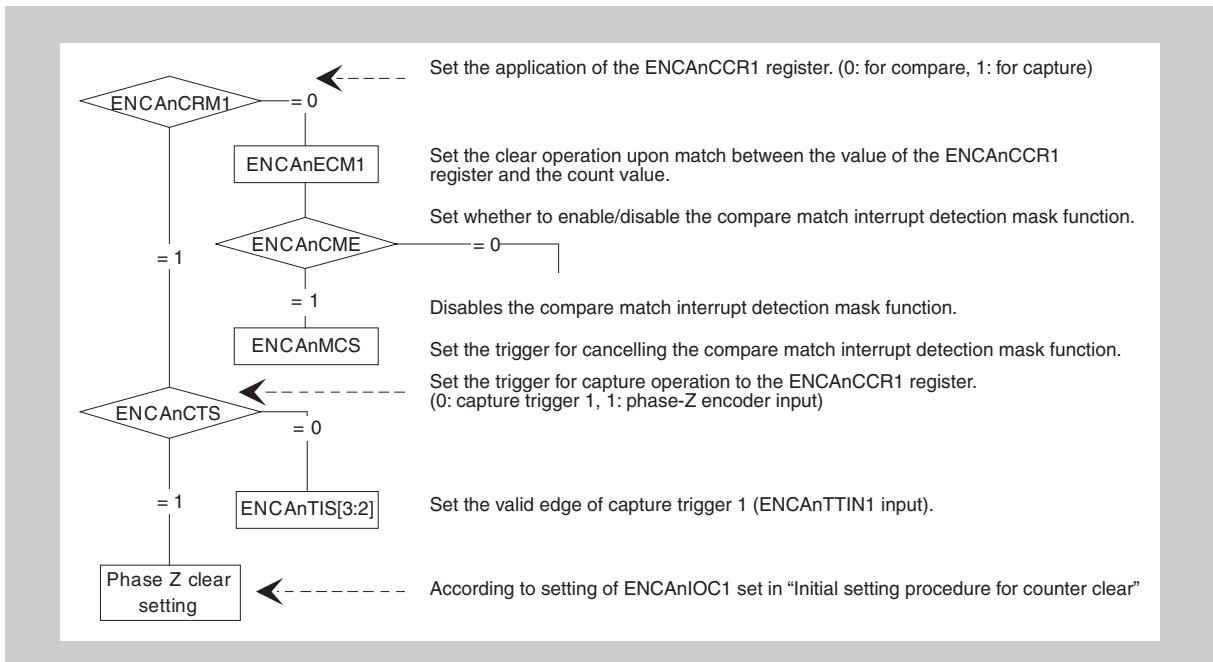 Set the application of the ENCAnCCR1 register. (0: for compare, 1: for capture)
ENCAnCRM1
= 0
ENCAnECM1
Set the clear operation upon match between the value of the ENCAnCCR1
register and the count value.
Set whether to enable/disable the compare match interrupt detection mask function.
ENCAnCME
= 0
= 1
= 1
Disables the compare match interrupt detection mask function.
ENCAnMCS
Set the trigger for cancelling the compare match interrupt detection mask function.
Set the trigger for capture operation to the ENCAnCCR1 register.
(0: capture trigger 1, 1: phase-Z encoder input)
ENCAnCTS
= 0
= 1
ENCAnTIS[3:2]
Set the valid edge of capture trigger 1 (ENCAnTTIN1 input).
Phase Z clear
setting
According to setting of ENCAnIOC1 set in “Initial setting procedure for counter clear”